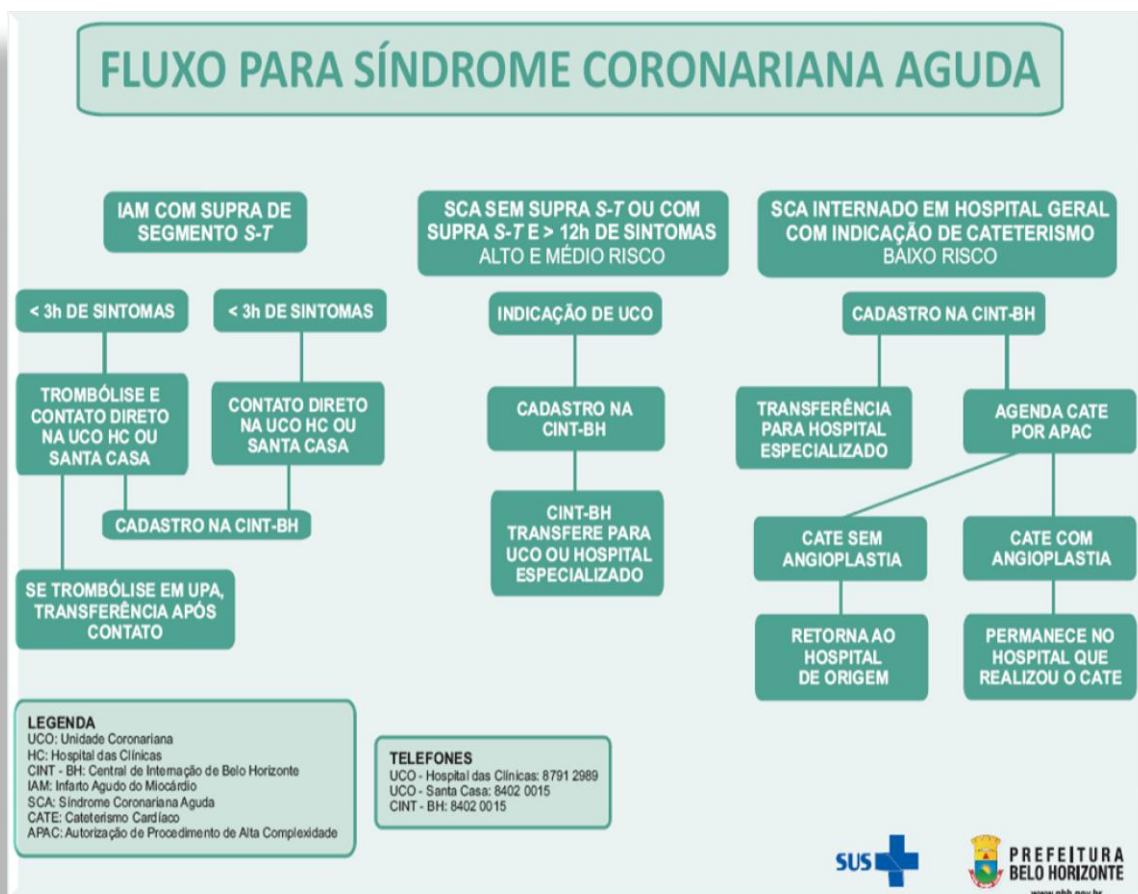 FLUXO PARA SÍNDROME CORONARIANA AGUDA
IAM COM SUPRA DE
SEGMENTO S-T
< 3h DE SINTOMAS
TROMBÓLISE E
CONTATO DIRETO
NA UCO HC OU
SANTA CASA
< 3h DE SINTOMAS
CONTATO DIRETO
NA UCO HC OU
SANTA CASA
CADASTRO NA CINT-BH
SE TROMBÓLISE EM UPA,
TRANSFERÊNCIA APÓS
CONTATO
SCA SEM SUPRA S-T OU COM
SUPRA S-T E > 12h DE SINTOMAS
ALTO E MÉDIO RISCO
INDICAÇÃO DE UCO
CADASTRO NA
CINT-BH
CINT-BH
TRANSFERE PARA
UCO OU HOSPITAL
ESPECIALIZADO
SCA INTERNADO EM HOSPITAL GERAL
COM INDICAÇÃO DE CATETERISMO
BAIXO RISCO
CADASTRO NA CINT-BH
TRANSFERÊNCIA
PARA HOSPITAL
ESPECIALIZADO
AGENDA CATE
POR APAC
CATE SEM
ANGIOPLASTIA
RETORNA AO
HOSPITAL
DE ORIGEM
CATE COM
ANGIOPLASTIA
PERMANECE NO
HOSPITAL QUE
REALIZOU O CATE
LEGENDA
UCO: Unidade Coronariana
HC: Hospital das Clínicas
CINT - BH: Central de Internação de Belo Horizonte
IAM: Infarto Agudo do Miocárdio
SCA: Síndrome Coronariana Aguda
CATE: Cateterismo Cardíaco
APAC: Autorização de Procedimento de Alta Complexidade
TELEFONES
UCO - Hospital das Clínicas: 8791 2989
UCO - Santa Casa: 8402 0015
CINT - BH: 8402 0015
SUS
PREFEITURA
BELO HORIZONTE
www.pbh.gov.br